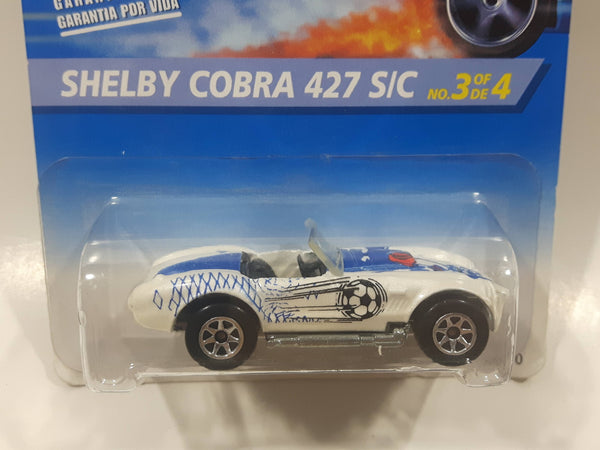 GARANTIA POR VIDA
SHELBY COBRA 427 S/C NO. 3 OF DE 4